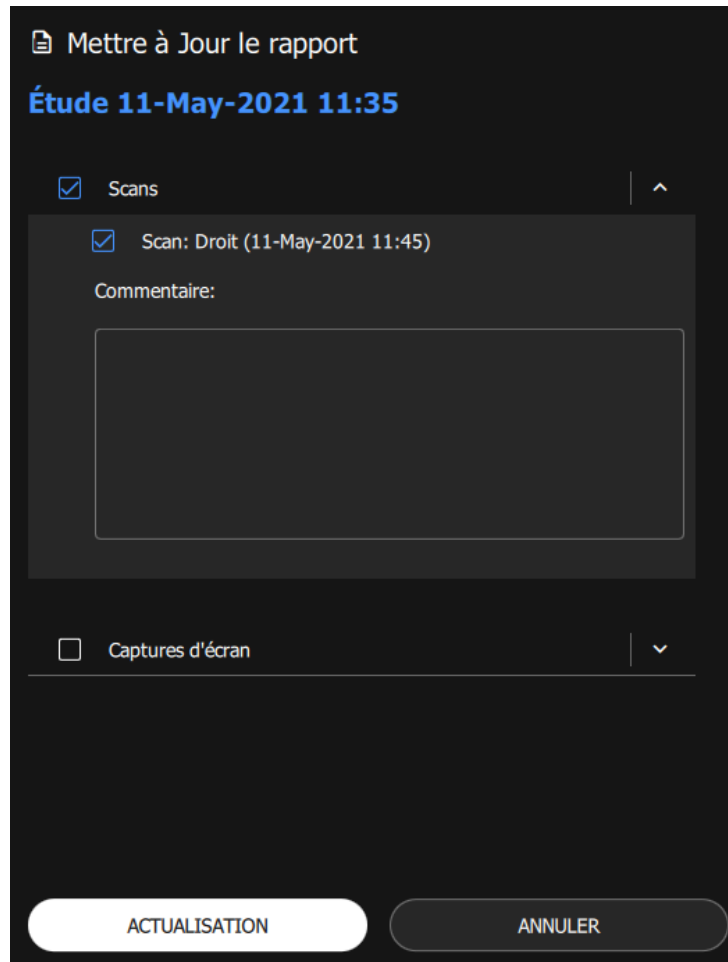 Mettre à Jour le rapport
Étude 11-May-2021 11:35
Scans
Scan: Droit (11-May-2021 11:45)
Commentaire:
Captures d'écran
ACTUALISATION
ANNULER